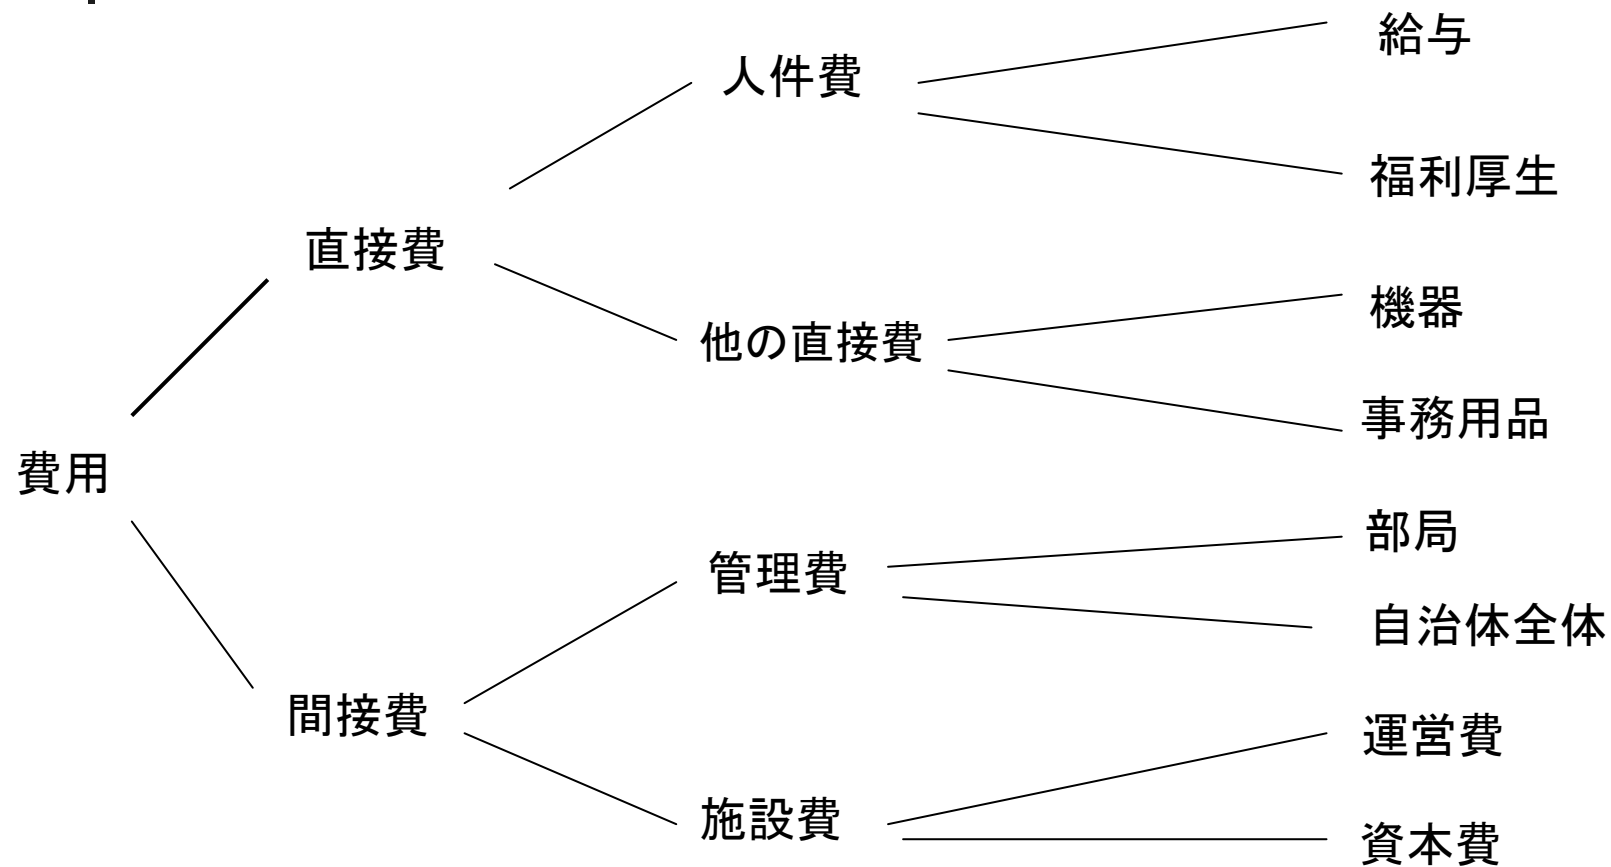 給与
人件費
福利厚生
直接費
機器
他の直接費
事務用品
費用
部局
管理費
自治体全体
間接費
運営費
施設費
資本費